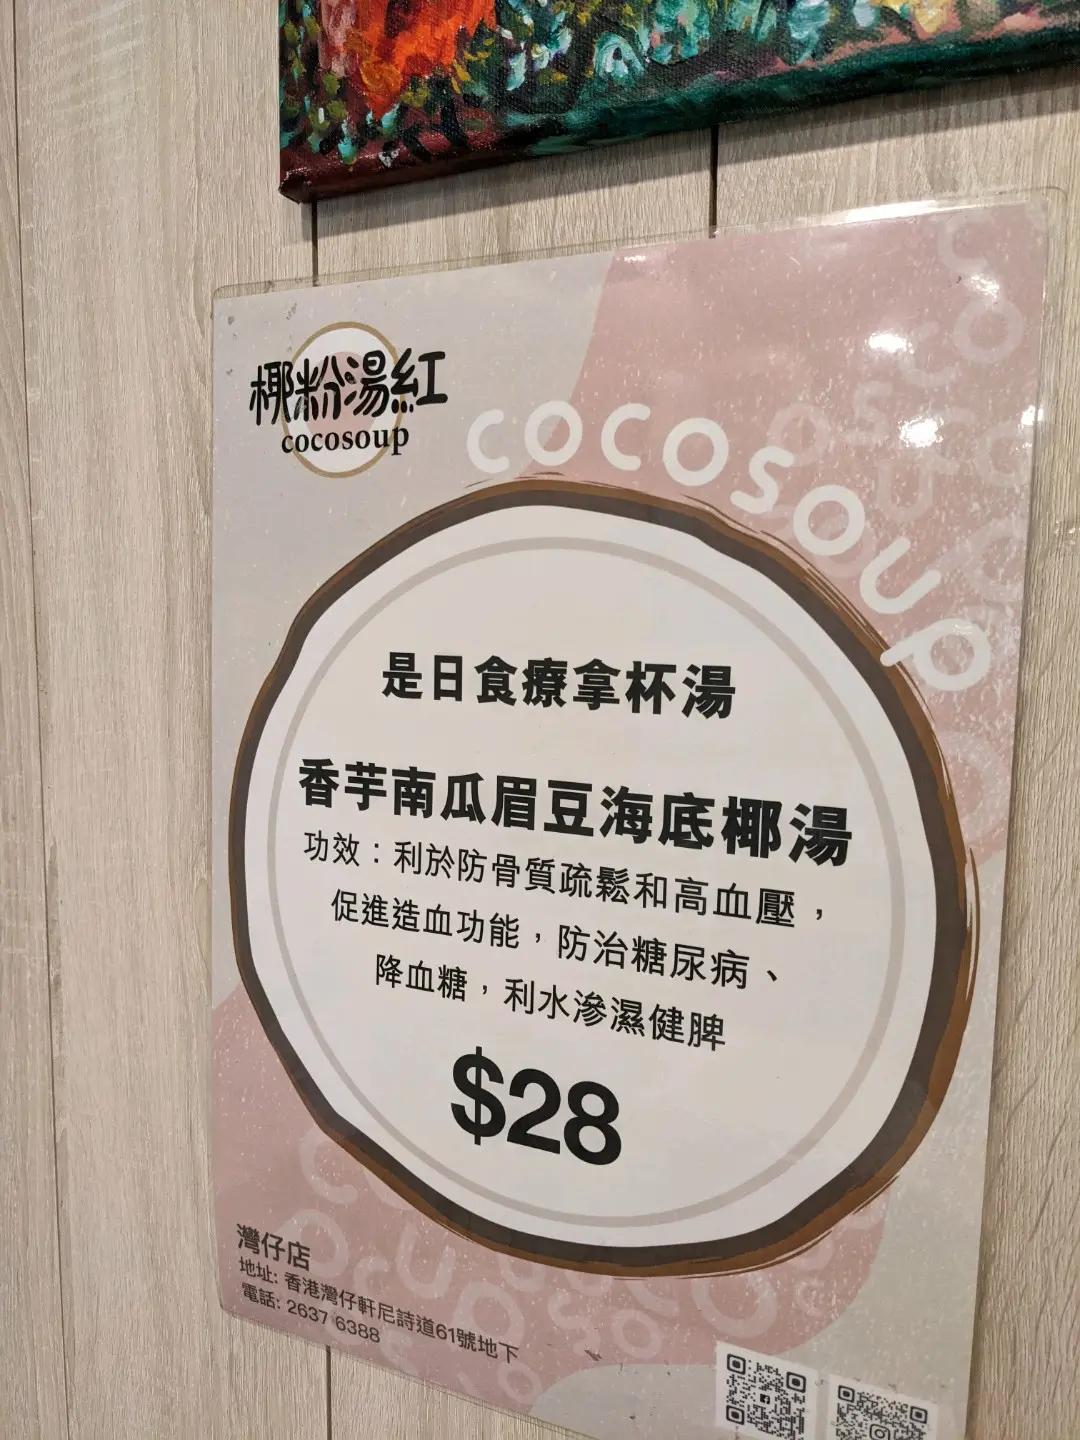 椰粉湯紅
cocosoup
cocosoup
是日食療拿杯湯
香芋南瓜眉豆海底椰湯
功效：利於防骨質疏鬆和高血壓，
促進造血功能，防治糖尿病、
降血糖，利水滲濕健脾
$28
灣仔店
地址: 香港灣仔軒尼詩道61號地下
電話: 2637 6388